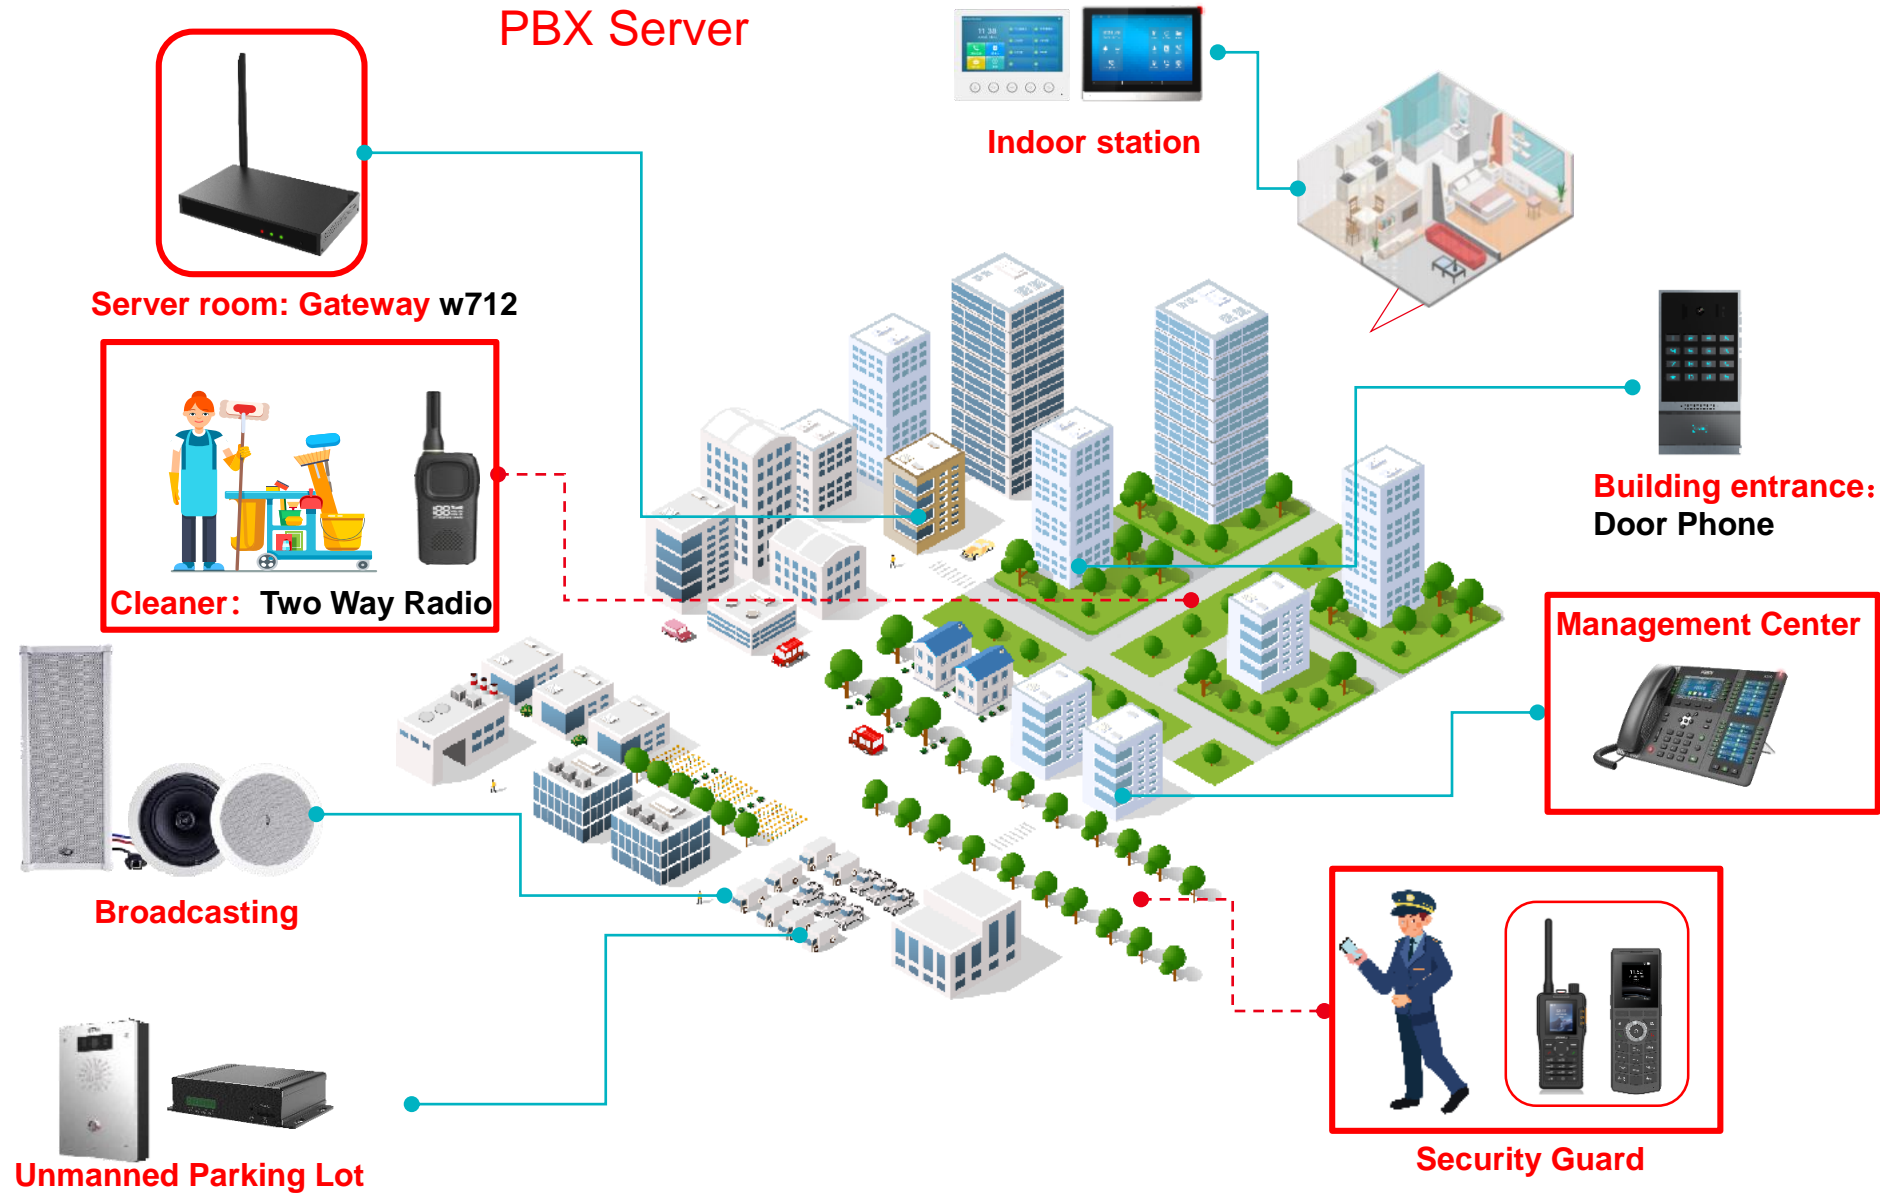 PBX Server
Indoor station
Server room: Gateway w712
Building entrance：
Door Phone
Cleaner： Two Way Radio
Management Center
Broadcasting
Security Guard
Unmanned Parking Lot